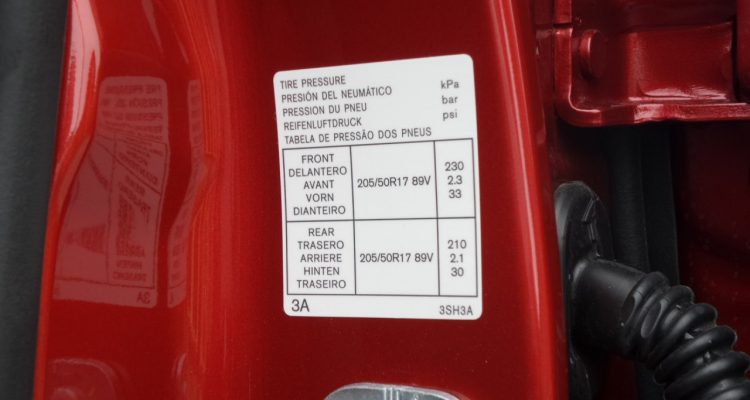 TIRE PRESSURE kPa
PRESIÓN DEL NEUMÁTICO bar
PRESSION DU PNEU psi
REIFENLUFTDRUCK
TABELA DE PRESSÃO DOS PNEUS
FRONT
DELANTERO 230
AVANT 205/50R17 89V 2.3
VORN 33
DIANTEIRO
REAR
TRASERO 210
ARRIERE 205/50R17 89V 2.1
HINTEN 30
TRASEIRO
3A 3SH3A